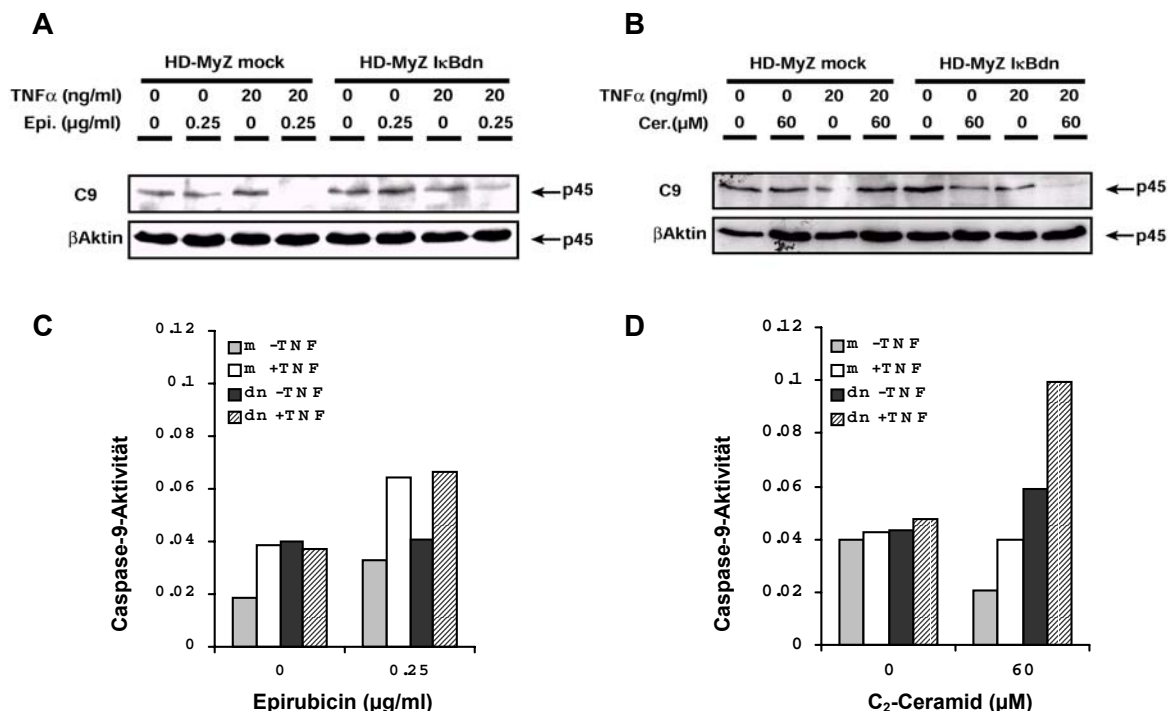 A
HD-MyZ mock HD-MyZ IκBdn
TNFα (ng/ml) 0 0 20 20 0 0 20 20
Epi. (µg/ml) 0 0.25 0 0.25 0 0.25 0 0.25
C9 p45
βAktin p45
B
HD-MyZ mock HD-MyZ IκBdn
TNFα (ng/ml) 0 0 20 20 0 0 20 20
Cer.(µM) 0 60 0 60 0 60 0 60
C9 p45
βAktin p45
C
0.12
0.1
0.08
0.06
0.04
0.02
0
m -TNF
m +TNF
dn -TNF
dn +TNF
Caspase-9-Aktivität
0 0.25
Epirubicin (µg/ml)
D
0.12
0.1
0.08
0.06
0.04
0.02
0
m -TNF
m +TNF
dn -TNF
dn +TNF
Caspase-9-Aktivität
0 60
C₂-Ceramid (µM)